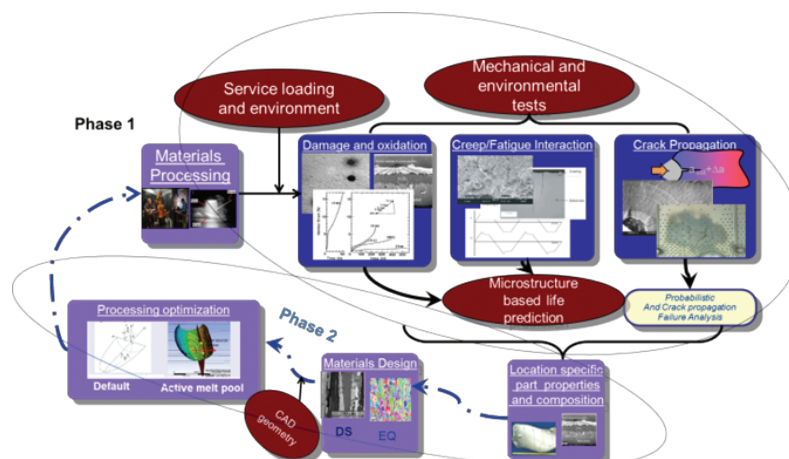 Phase 1
Service loading
and environment
Mechanical and
environmental
tests
Materials
Processing
Damage and oxidation
Creep/Fatigue Interaction
Crack Propagation
Microstructure
based life
prediction
Probabilistic
And Crack propagation
Failure Analysis
Phase 2
Processing optimization
Default
Active melt pool
CAD
geometry
Materials Design
DS
EQ
Location specific
part properties
and composition